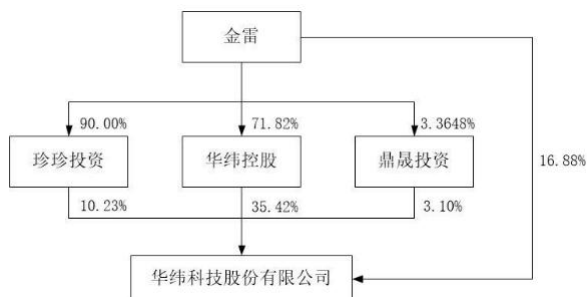 金雷
90.00%
71.82%
3.3648%
珍珍投资
华纬控股
鼎晟投资
16.88%
10.23%
35.42%
3.10%
华纬科技股份有限公司